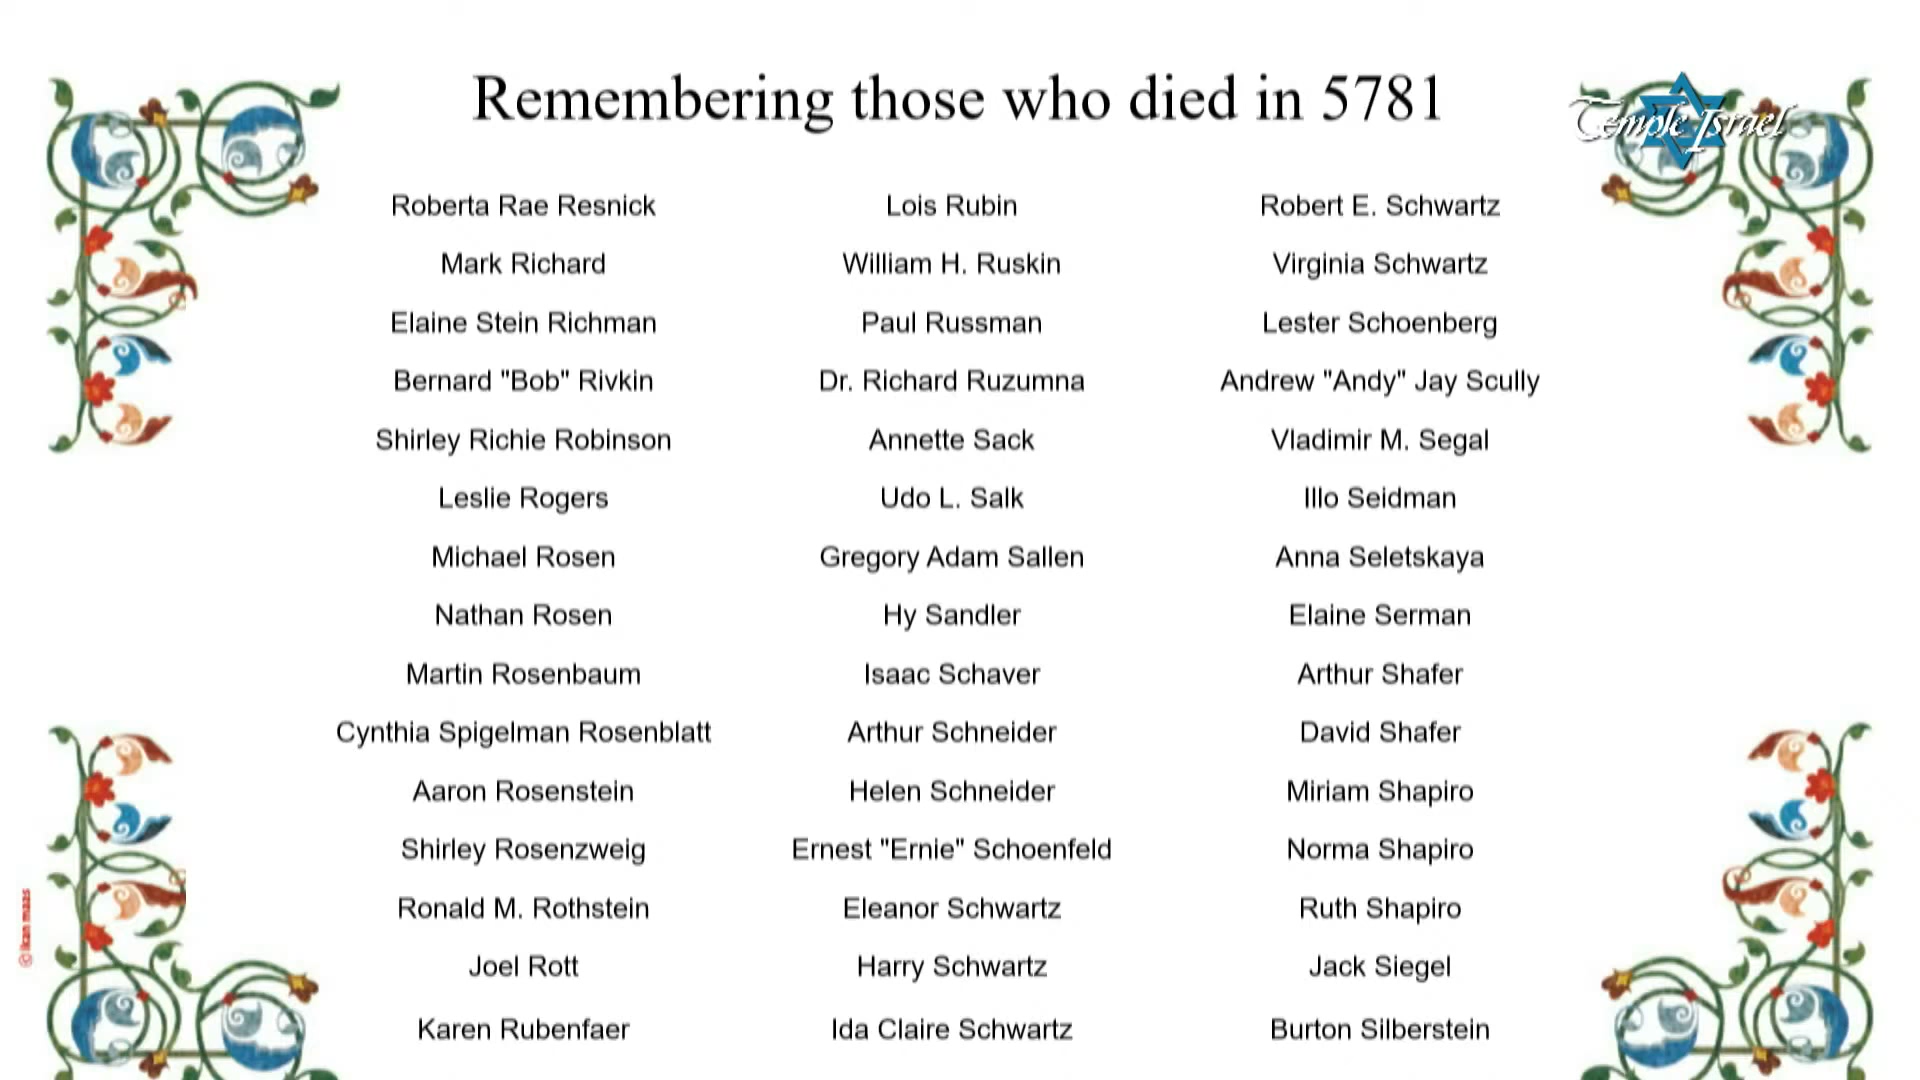 Remembering those who died in 5781
Temple Israel
Roberta Rae Resnick
Mark Richard
Elaine Stein Richman
Bernard "Bob" Rivkin
Shirley Richie Robinson
Leslie Rogers
Michael Rosen
Nathan Rosen
Martin Rosenbaum
Cynthia Spigelman Rosenblatt
Aaron Rosenstein
Shirley Rosenzweig
Ronald M. Rothstein
Joel Rott
Karen Rubenfaer
Lois Rubin
William H. Ruskin
Paul Russman
Dr. Richard Ruzumna
Annette Sack
Udo L. Salk
Gregory Adam Sallen
Hy Sandler
Isaac Schaver
Arthur Schneider
Helen Schneider
Ernest "Ernie" Schoenfeld
Eleanor Schwartz
Harry Schwartz
Ida Claire Schwartz
Robert E. Schwartz
Virginia Schwartz
Lester Schoenberg
Andrew "Andy" Jay Scully
Vladimir M. Segal
Illo Seidman
Anna Seletskaya
Elaine Serman
Arthur Shafer
David Shafer
Miriam Shapiro
Norma Shapiro
Ruth Shapiro
Jack Siegel
Burton Silberstein